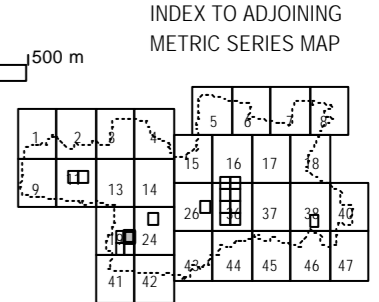 INDEX TO ADJOINING
METRIC SERIES MAP
500 m
5 6 7 8
1 2 3 4
15 16 17 18
9 11 13 14
26 36 37 38 40
19 24
43 44 45 46 47
41 42